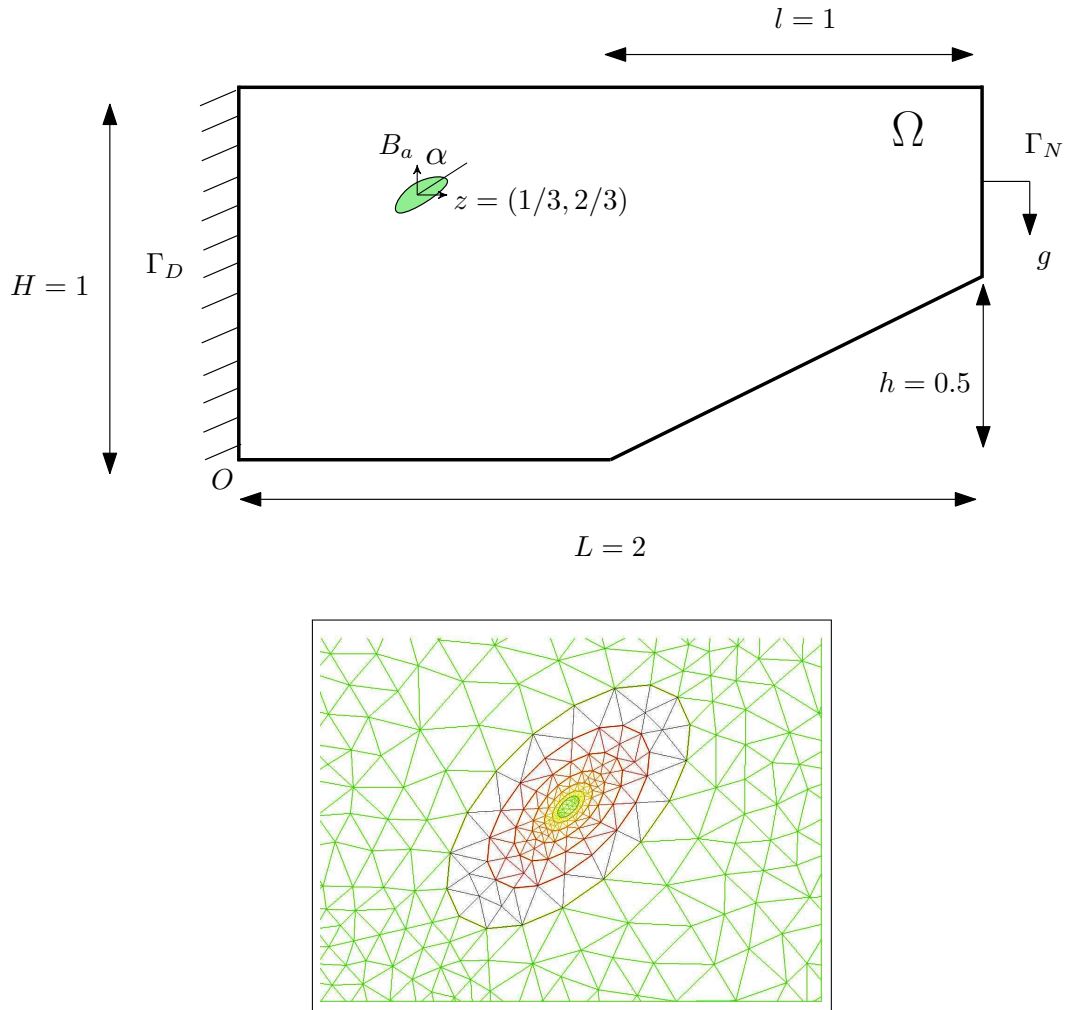 l = 1
Ω
B_a
α
Γ_N
z = (1/3, 2/3)
Γ_D
g
H = 1
h = 0.5
O
L = 2